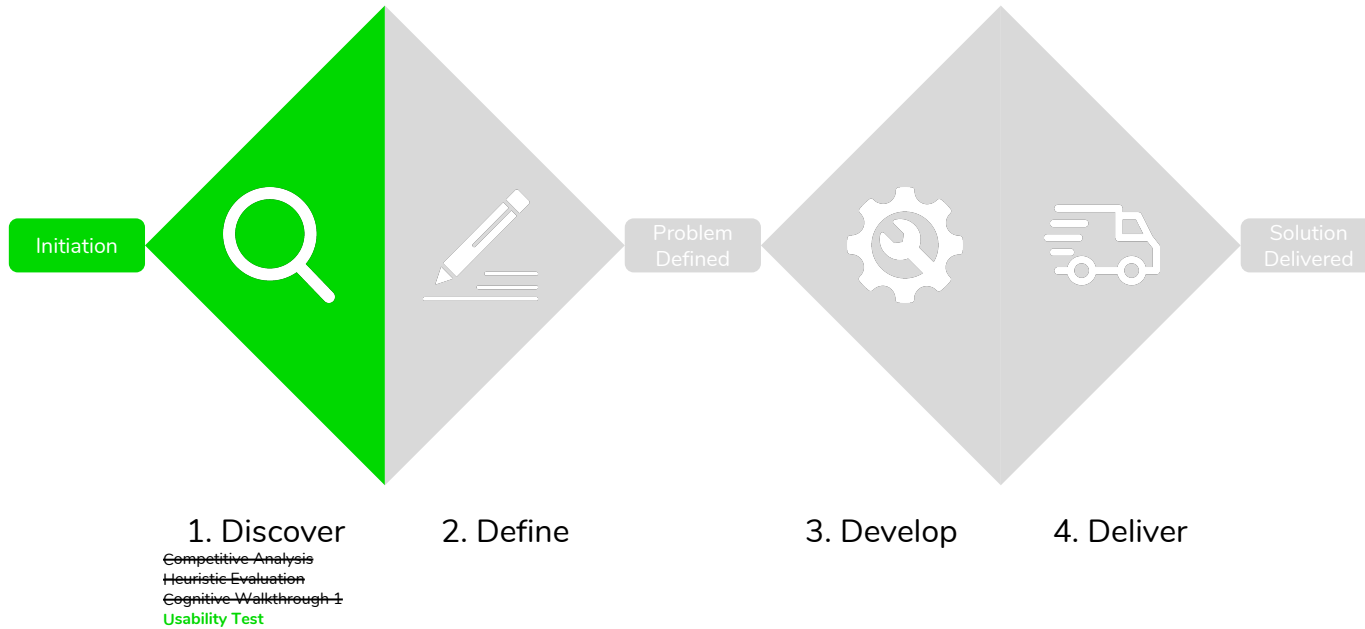 Initiation
Problem
Defined
Solution
Delivered
1. Discover
2. Define
3. Develop
4. Deliver
Competitive Analysis
Heuristic Evaluation
Cognitive Walkthrough 1
Usability Test